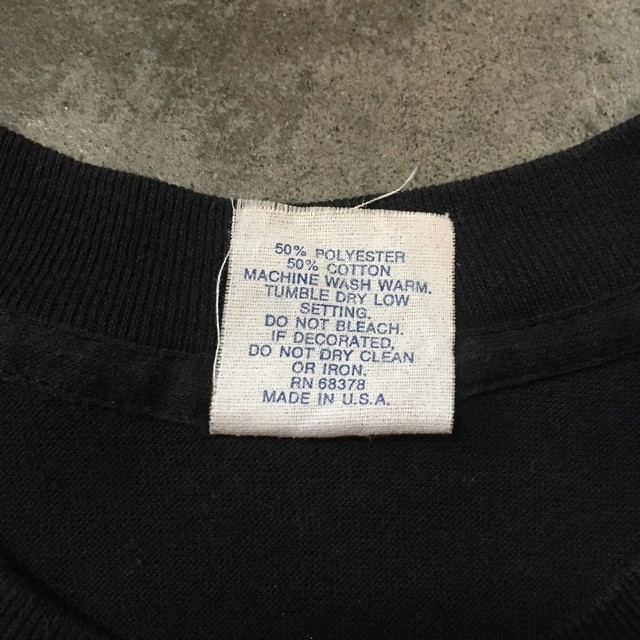 50% POLYESTER
50% COTTON
MACHINE WASH WARM.
TUMBLE DRY LOW
SETTING.
DO NOT BLEACH.
IF DECORATED,
DO NOT DRY CLEAN
OR IRON.
RN 68378
MADE IN U.S.A.